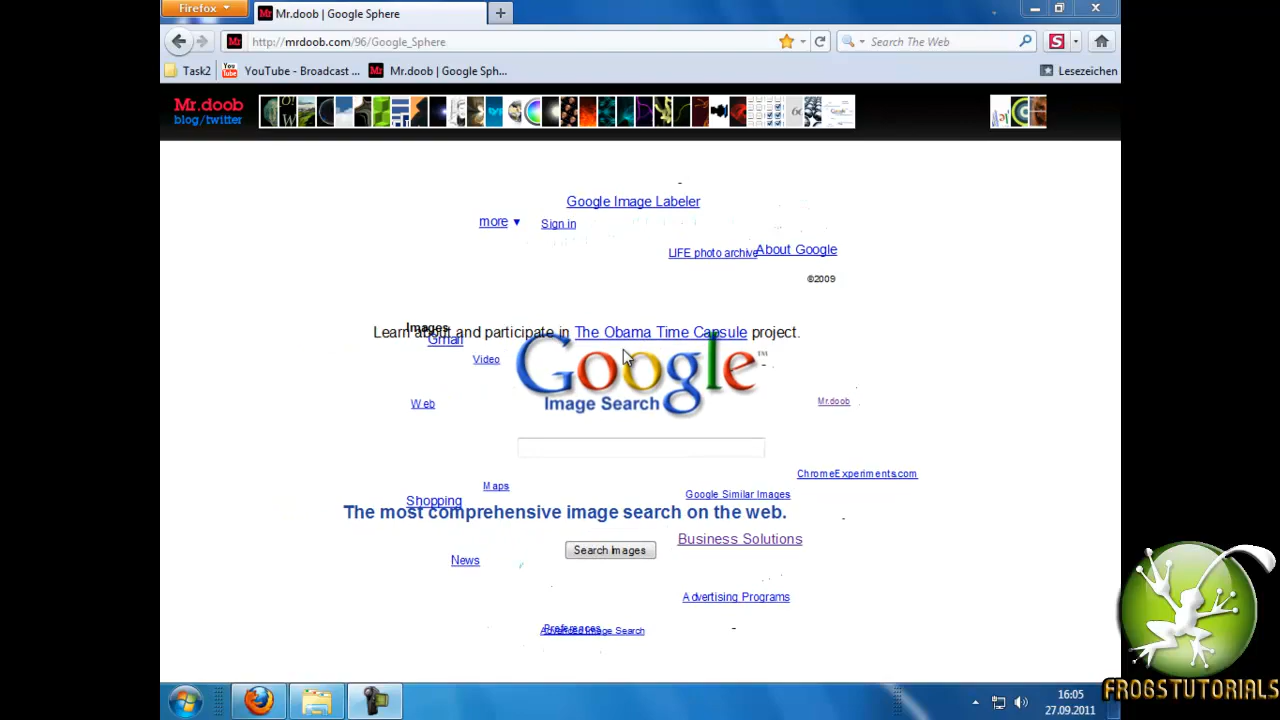 Firefox
Mr.doob | Google Sphere
http://mrdoob.com/96/Google_Sphere
Search The Web
Task2
YouTube - Broadcast ...
Mr.doob | Google Sph...
Lesezeichen
Mr.doob
blog/twitter
Google Image Labeler
more ▼
Sign in
LIFE photo archive
About Google
©2009
Images
Learn about and participate in The Obama Time Capsule project.
Gmail
Video
Google™
Image Search
Web
Mr.doob
ChromeExperiments.com
Maps
Google Similar Images
Shopping
The most comprehensive image search on the web.
Business Solutions
Search Images
News
Advertising Programs
Preferences
Advanced Image Search
16:05
27.09.2011
FROGSTUTORIALS